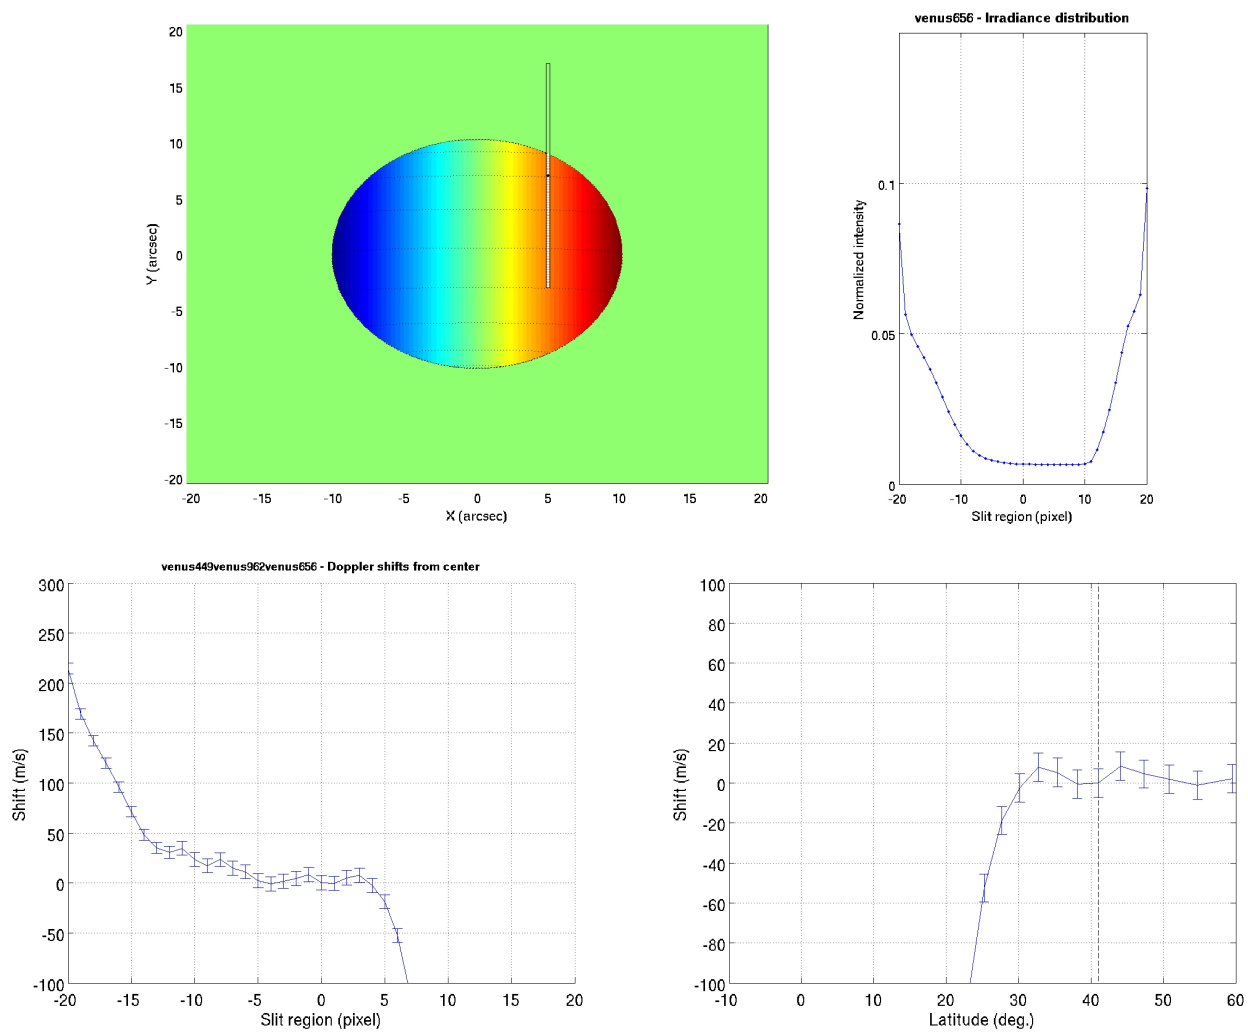 20
15
10
5
0
-5
-10
-15
-20
Y (arcsec)
-20 -15 -10 -5 0 5 10 15 20
X (arcsec)
venus656 - Irradiance distribution
0.1
0.05
0
Normalized intensity
-20 -10 0 10 20
Slit region (pixel)
venus449venus962venus656 - Doppler shifts from center
300
250
200
150
100
50
0
-50
-100
Shift (m/s)
-20 -15 -10 -5 0 5 10 15 20
Slit region (pixel)
100
80
60
40
20
0
-20
-40
-60
-80
-100
Shift (m/s)
-10 0 10 20 30 40 50 60
Latitude (deg.)